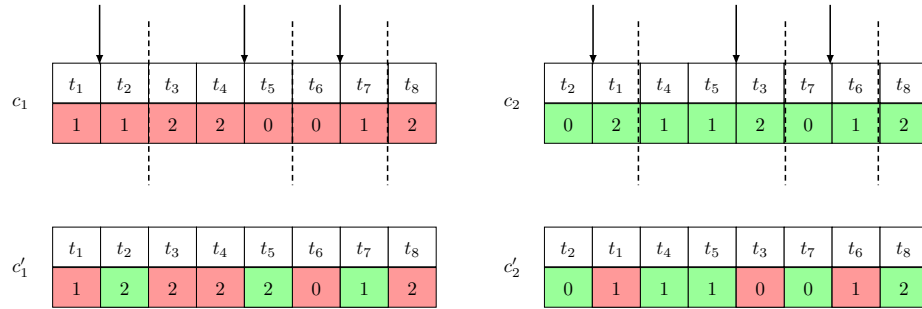 t₁ t₂ t₃ t₄ t₅ t₆ t₇ t₈
c₁
1 1 2 2 0 0 1 2
t₂ t₁ t₄ t₅ t₃ t₇ t₆ t₈
c₂
0 2 1 1 2 0 1 2
t₁ t₂ t₃ t₄ t₅ t₆ t₇ t₈
c′₁
1 2 2 2 2 0 1 2
t₂ t₁ t₄ t₅ t₃ t₇ t₆ t₈
c′₂
0 1 1 1 0 0 1 2